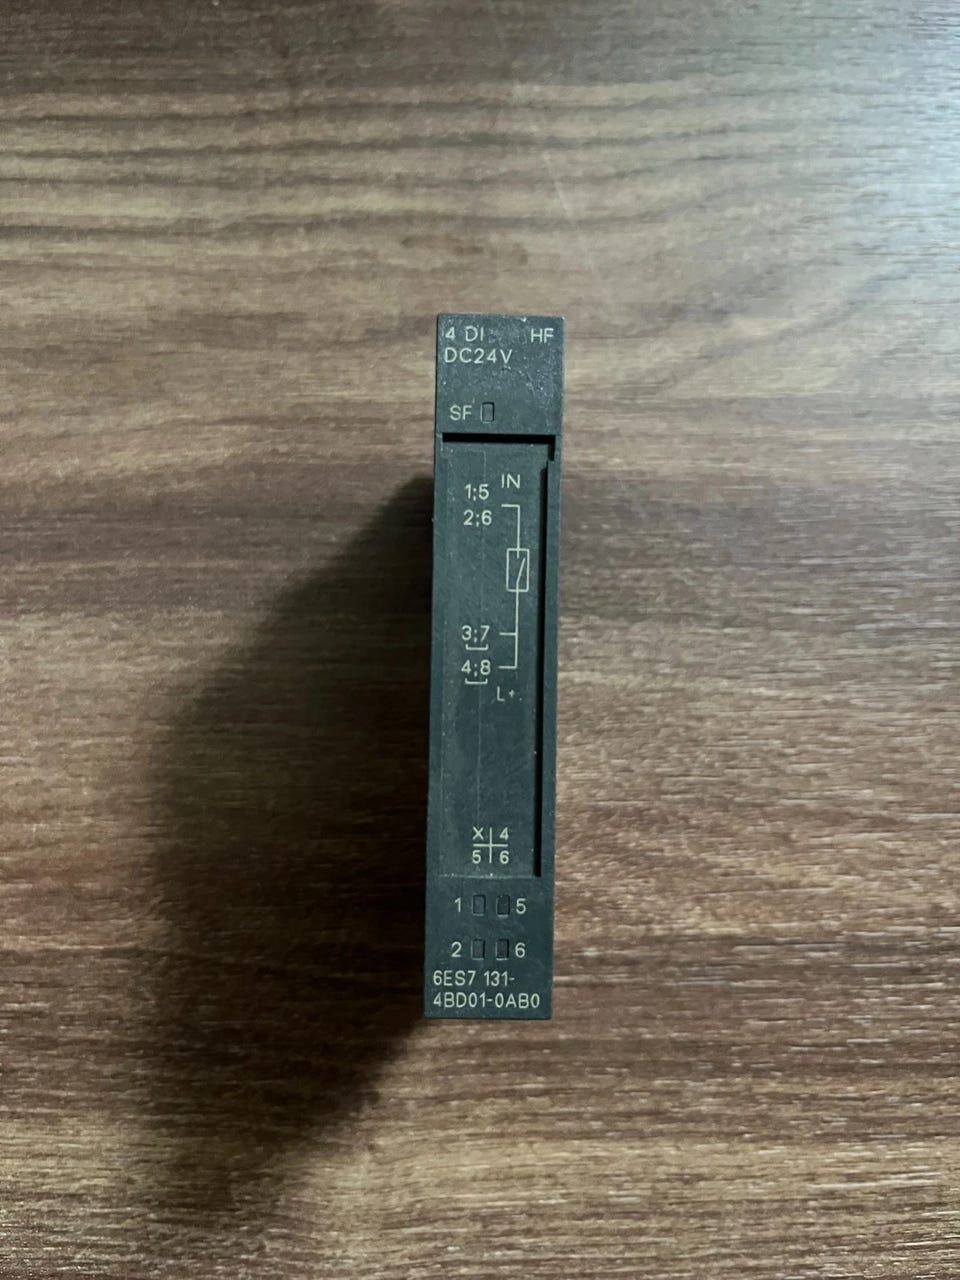 4 DI HF
DC24V
SF
IN
1;5
2;6
3;7
4;8
L+
X 4
5 6
1 5
2 6
6ES7 131-
4BD01-0AB0